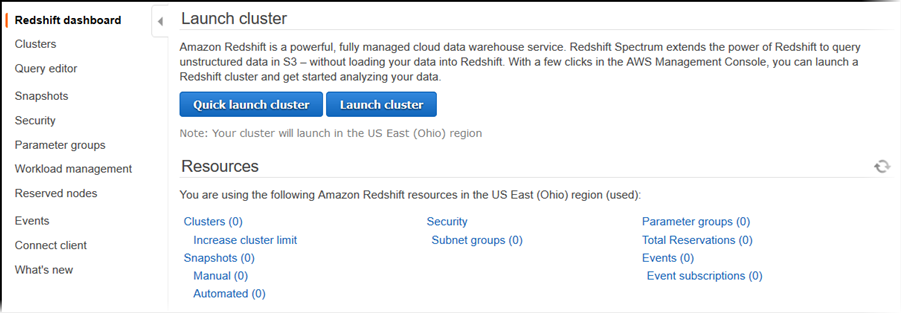 Redshift dashboard
Clusters
Query editor
Snapshots
Security
Parameter groups
Workload management
Reserved nodes
Events
Connect client
What's new
Launch cluster
Amazon Redshift is a powerful, fully managed cloud data warehouse service. Redshift Spectrum extends the power of Redshift to query
unstructured data in S3 – without loading your data into Redshift. With a few clicks in the AWS Management Console, you can launch a
Redshift cluster and get started analyzing your data.
Quick launch cluster Launch cluster
Note: Your cluster will launch in the US East (Ohio) region
Resources
You are using the following Amazon Redshift resources in the US East (Ohio) region (used):
Clusters (0) Security Parameter groups (0)
Increase cluster limit Subnet groups (0) Total Reservations (0)
Snapshots (0) Events (0)
Manual (0) Event subscriptions (0)
Automated (0)